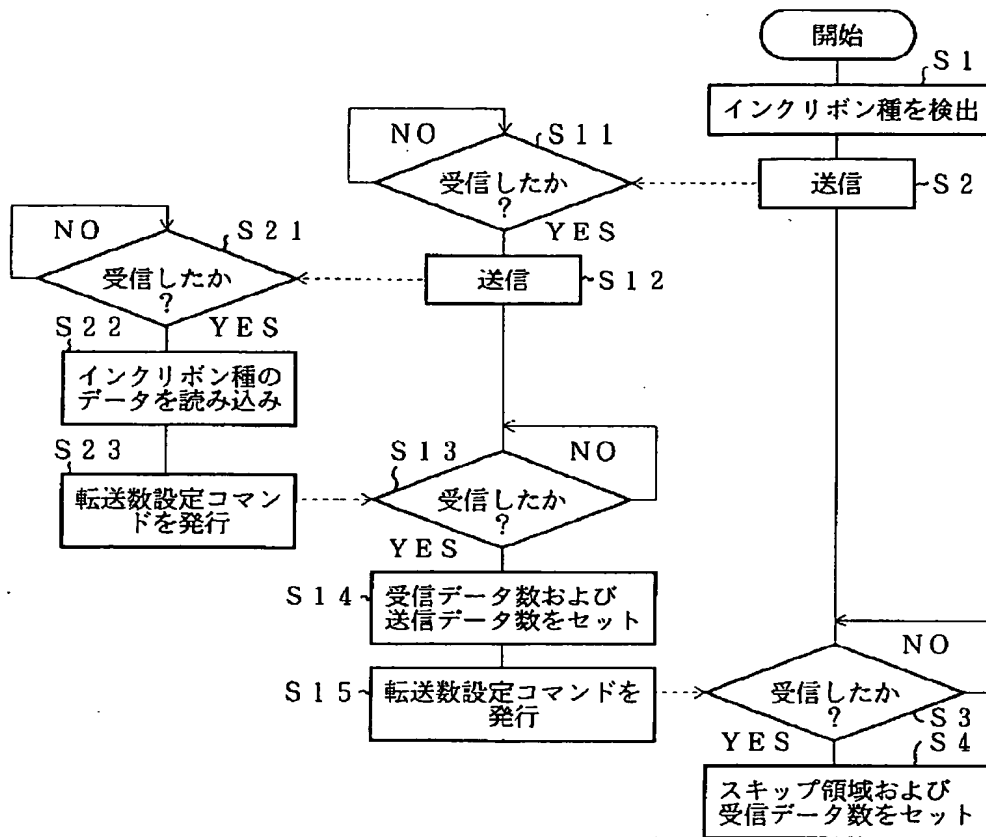 開始
S1
インクリボン種を検出
NO
S11
受信したか
?
送信
S2
YES
NO
S21
受信したか
?
送信
S12
S22
YES
インクリボン種の
データを読み込み
S23
S13
NO
転送数設定コマン
ドを発行
受信したか
?
YES
S14
受信データ数および
送信データ数をセット
NO
S15
転送数設定コマンドを
発行
受信したか
?
S3
YES
S4
スキップ領域および
受信データ数をセット